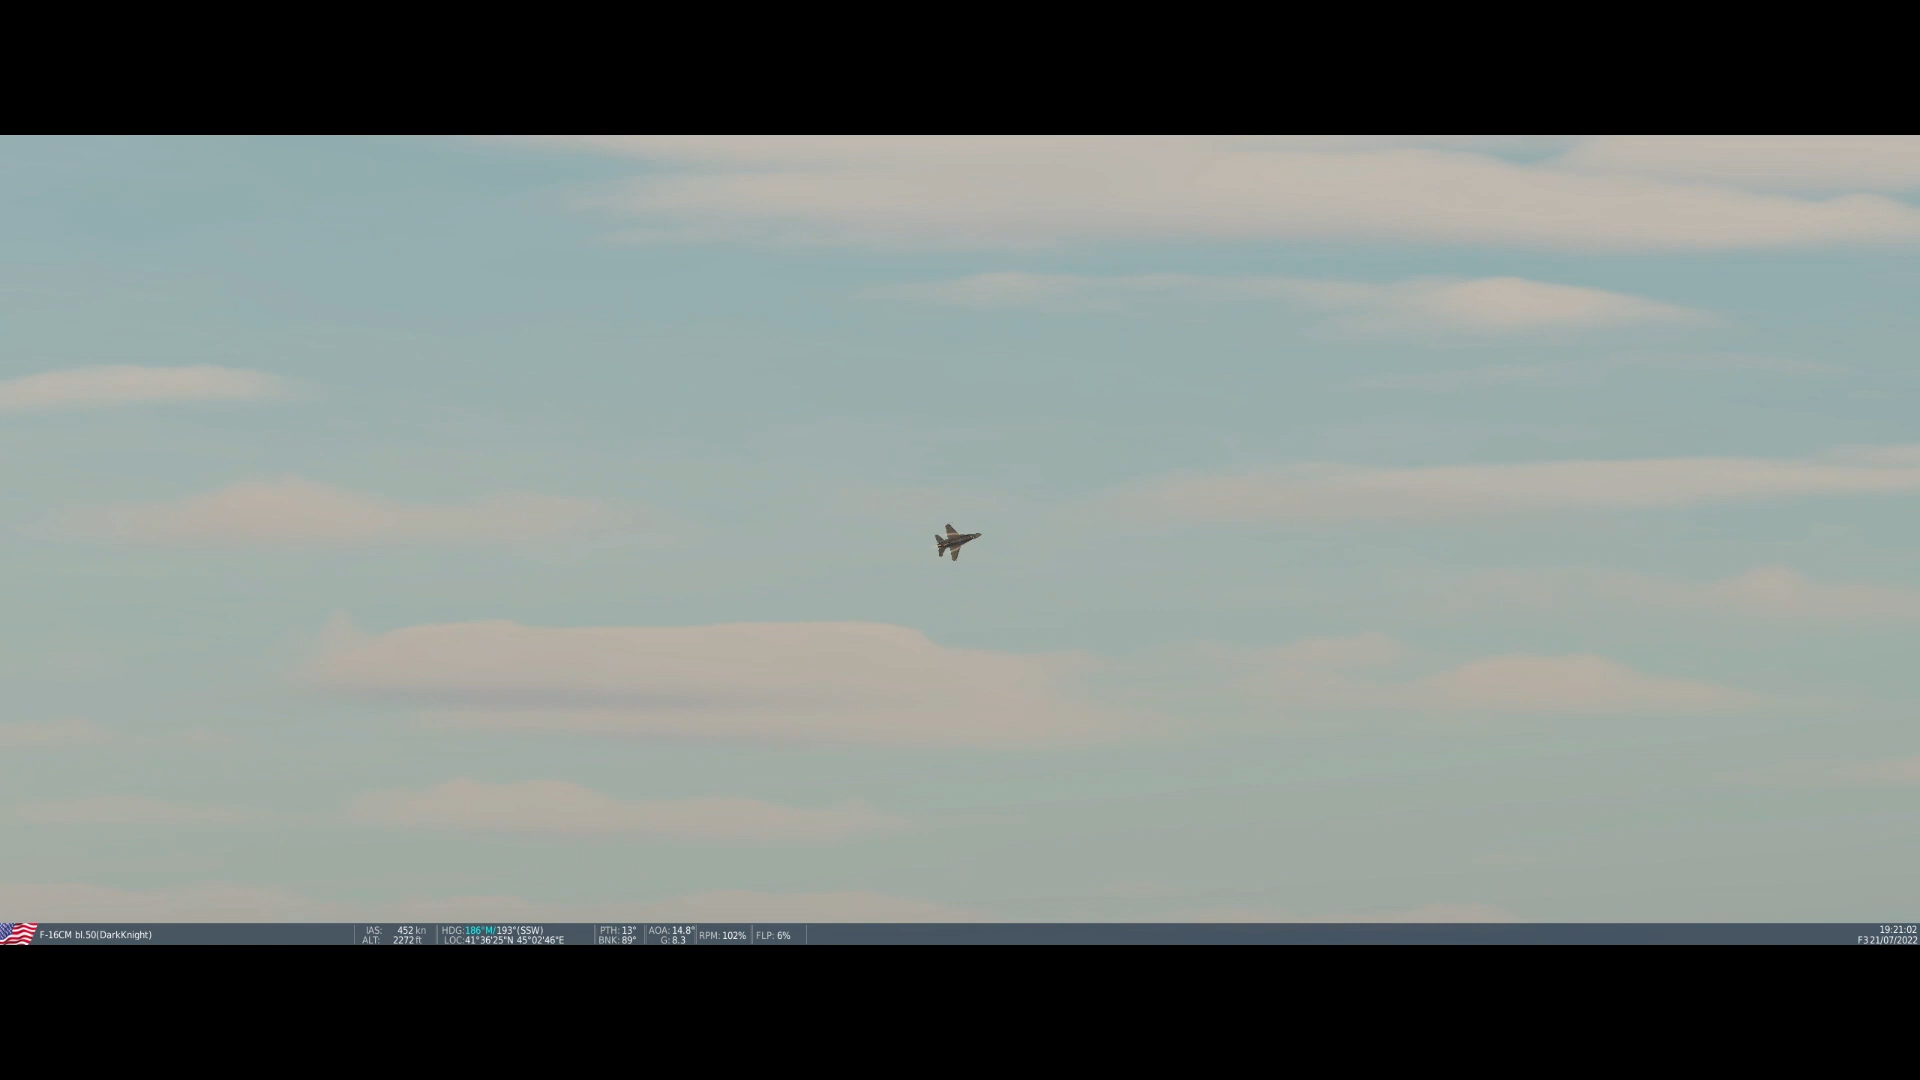 F-16CM bl.50(DarkKnight)
IAS: 452 kn
ALT: 2272 ft
HDG:186°M/193°(SSW)
LOC:41°36'25"N 45°02'46"E
PTH: 13°
BNK: 89°
AOA: 14.8°
G: 8.3
RPM: 102%
FLP: 6%
19:21:02
F3 21/07/2022